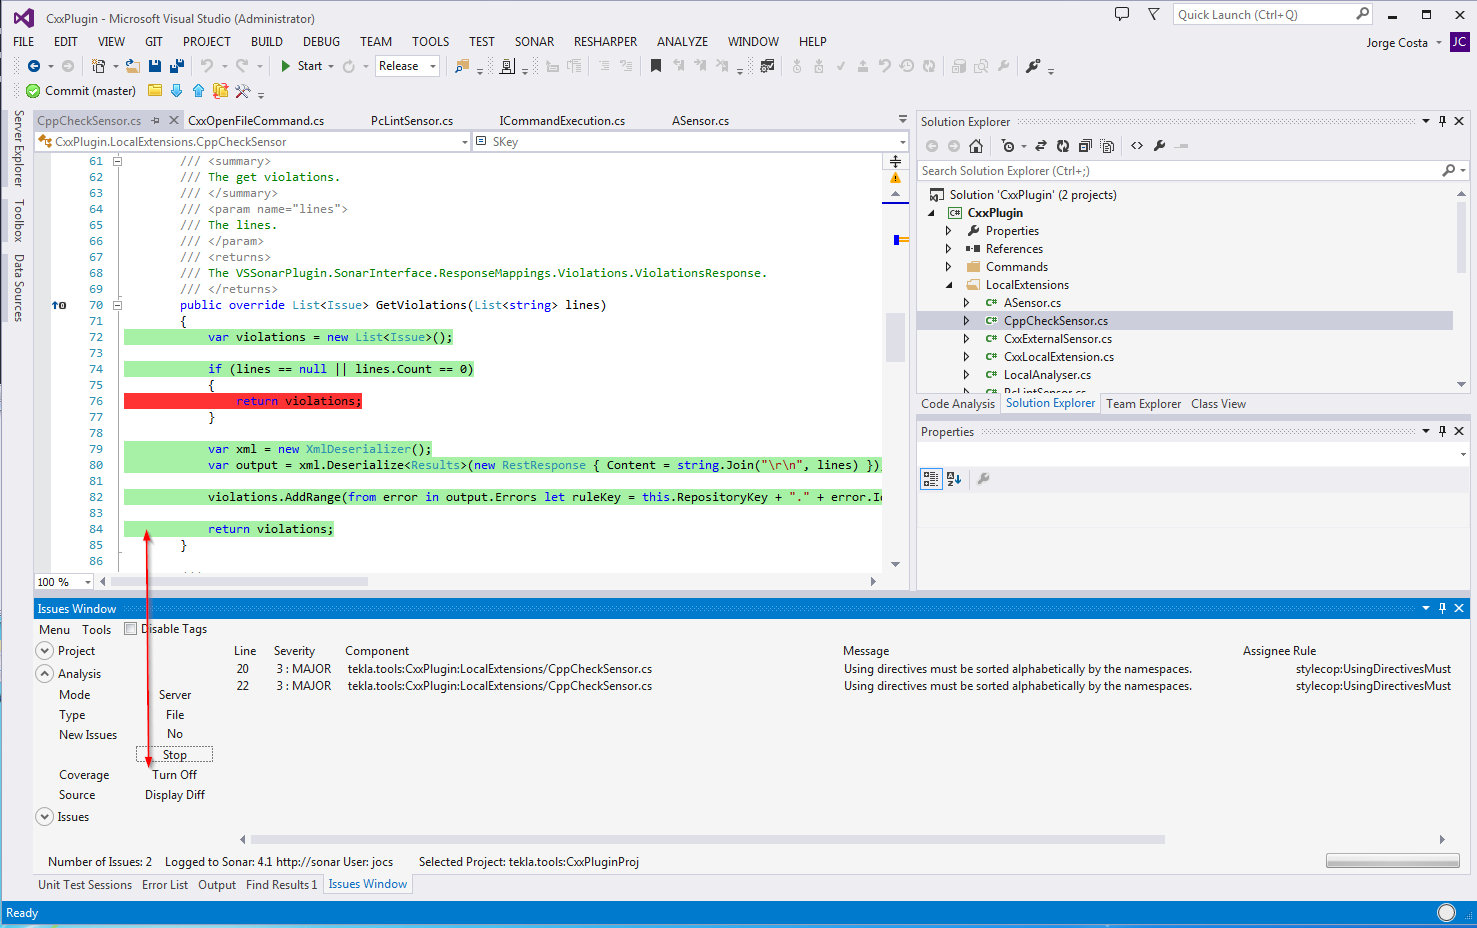 CxxPlugin - Microsoft Visual Studio (Administrator)
Quick Launch (Ctrl+Q)
FILE EDIT VIEW GIT PROJECT BUILD DEBUG TEAM TOOLS TEST SONAR RESHARPER ANALYZE WINDOW HELP
Jorge Costa JC
Start Release
Commit (master)
Server Explorer
Toolbox
Data Sources
CppCheckSensor.cs CxxOpenFileCommand.cs PcLintSensor.cs ICommandExecution.cs ASensor.cs
CxxPlugin.LocalExtensions.CppCheckSensor SKey
61 /// <summary>
62 /// The get violations.
63 /// </summary>
64 /// <param name="lines">
65 /// The lines.
66 /// </param>
67 /// <returns>
68 /// The VSSonarPlugin.SonarInterface.ResponseMappings.Violations.ViolationsResponse.
69 /// </returns>
70 public override List<Issue> GetViolations(List<string> lines)
71 {
72 var violations = new List<Issue>();
73
74 if (lines == null || lines.Count == 0)
75 {
76 return violations;
77 }
78
79 var xml = new XmlDeserializer();
80 var output = xml.Deserialize<Results>(new RestResponse { Content = string.Join("\r\n", lines) })
81
82 violations.AddRange(from error in output.Errors let ruleKey = this.RepositoryKey + "." + error.Id
83
84 return violations;
85 }
86
100 %
Solution Explorer
Search Solution Explorer (Ctrl+;)
Solution 'CxxPlugin' (2 projects)
C# CxxPlugin
Properties
References
Commands
LocalExtensions
C# ASensor.cs
C# CppCheckSensor.cs
C# CxxExternalSensor.cs
C# CxxLocalExtension.cs
C# LocalAnalyser.cs
C# PcLintSensor.cs
Code Analysis Solution Explorer Team Explorer Class View
Properties
Issues Window
Menu Tools Disable Tags
Project
Analysis
Mode Server
Type File
New Issues No
Stop
Coverage Turn Off
Source Display Diff
Issues
Line Severity Component Message Assignee Rule
20 3 : MAJOR tekla.tools:CxxPlugin:LocalExtensions/CppCheckSensor.cs Using directives must be sorted alphabetically by the namespaces. stylecop:UsingDirectivesMust
22 3 : MAJOR tekla.tools:CxxPlugin:LocalExtensions/CppCheckSensor.cs Using directives must be sorted alphabetically by the namespaces. stylecop:UsingDirectivesMust
Number of Issues: 2 Logged to Sonar: 4.1 http://sonar User: jocs Selected Project: tekla.tools:CxxPluginProj
Unit Test Sessions Error List Output Find Results 1 Issues Window
Ready